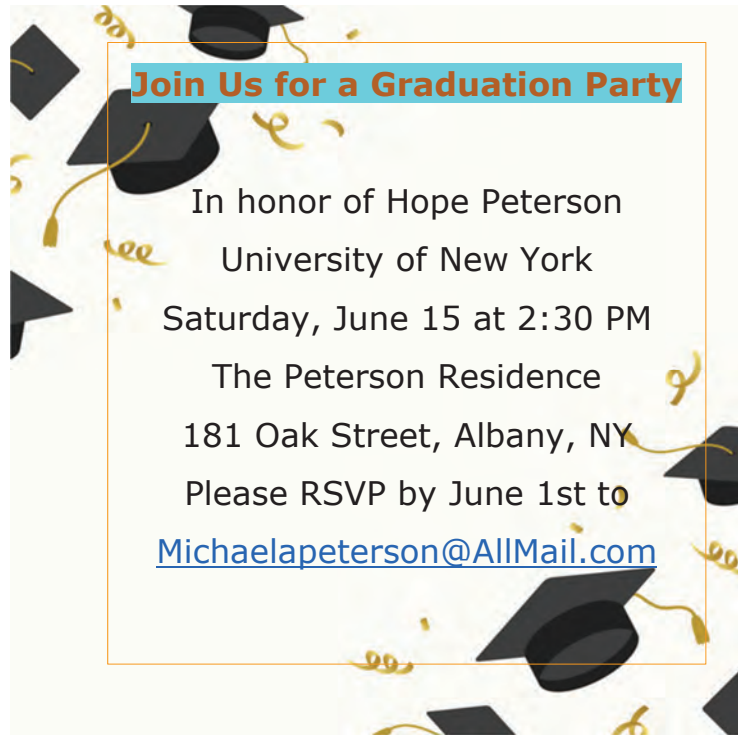 Join Us for a Graduation Party
In honor of Hope Peterson
University of New York
Saturday, June 15 at 2:30 PM
The Peterson Residence
181 Oak Street, Albany, NY
Please RSVP by June 1st to
Michaelapeterson@AllMail.com